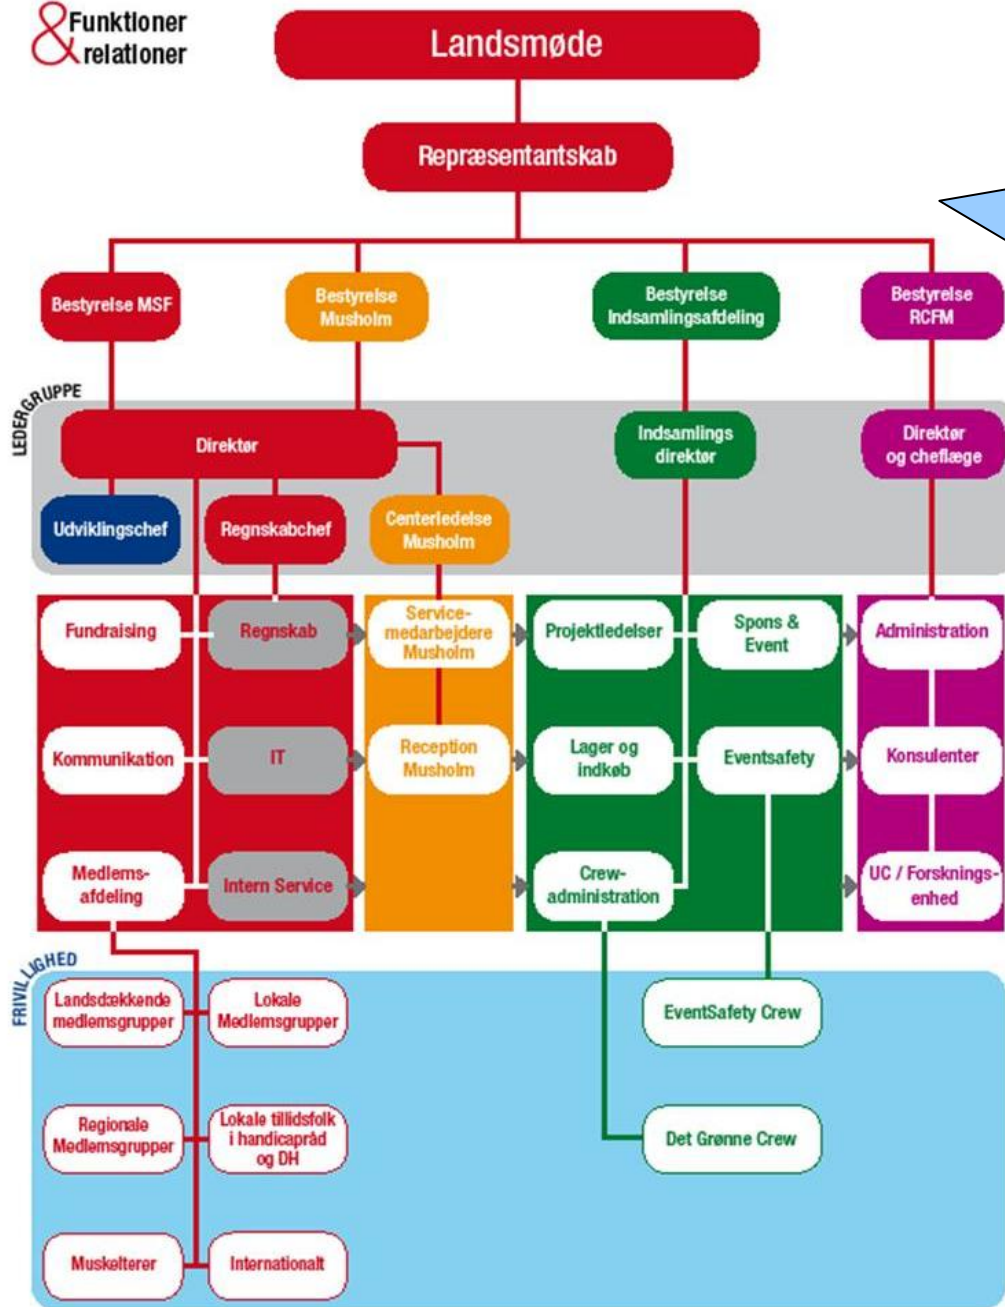 & Funktioner
relationer
Landsmøde
Repræsentantskab
Bestyrelse MSF
Bestyrelse
Musholm
Bestyrelse
Indsamlingsafdeling
Bestyrelse
RCFM
LEDERGRUPPE
Direktør
Indsamlings
direktør
Direktør
og cheflæge
Udviklingschef
Regnskabchef
Centerledelse
Musholm
Fundraising
Regnskab
Service-
medarbejdere
Musholm
Projektledelser
Spons &
Event
Administration
Kommunikation
IT
Reception
Musholm
Lager og
indkøb
Eventsafety
Konsulenter
Medlems-
afdeling
Intern Service
Crew-
administration
UC / Forsknings-
enhed
FRIVILLIGHED
Landsdækkende
medlemsgrupper
Lokale
Medlemsgrupper
EventSafety Crew
Regionale
Medlemsgrupper
Lokale tillidsfolk
i handicapråd
og DH
Det Grønne Crew
Muskelterer
Internationalt